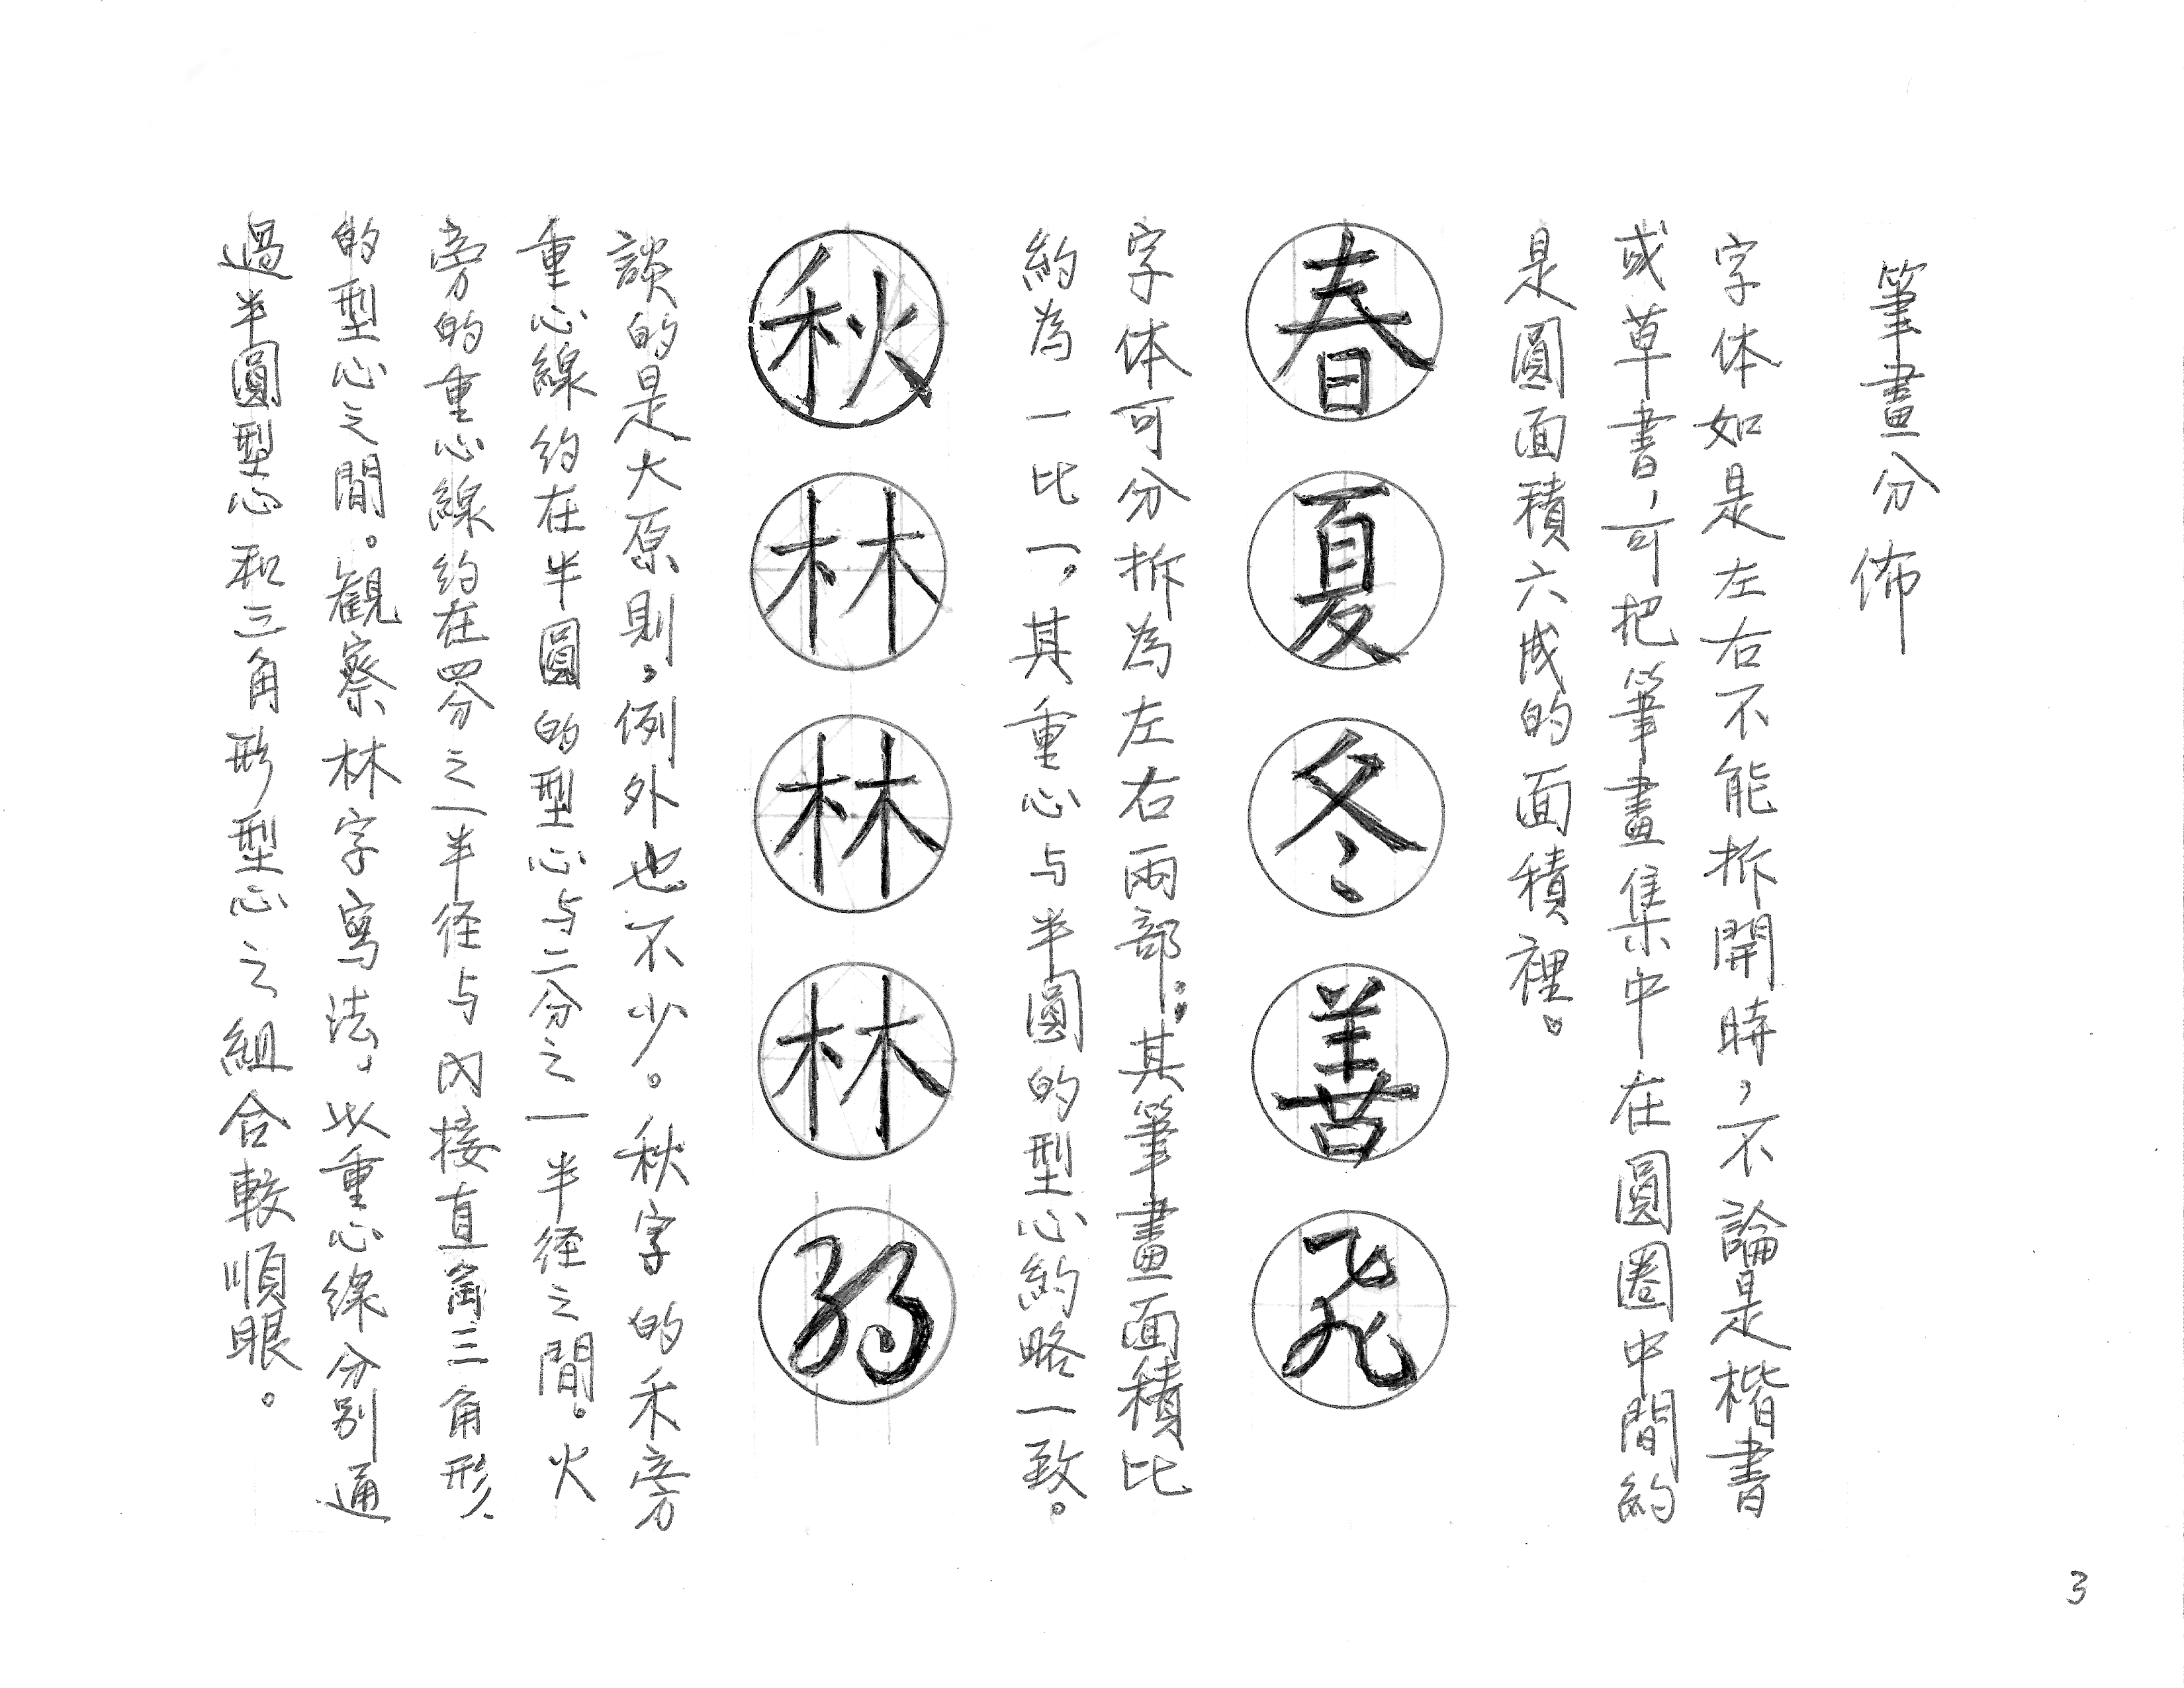 筆畫分佈
字体如是左右不能拆開時，不論是楷書
或草書，可把筆畫集中在圓圈中間約
是圓面積六成的面積裡。
春夏冬善飛
字体可分拆為左右兩部。其筆畫面積比
約為一比一。其重心与半圓的型心約略一致。
秋林林林弱
談的是大原則，例外也不少。秋字的禾旁
重心線約在半圓的型心与二分之一半径之間。火
旁的重心線約在四分之一半径与内接直角三角形
的型心之間。觀察林字寫法，以重心線分别通
過半圓型心和三角形型心之組合較順眼。
3